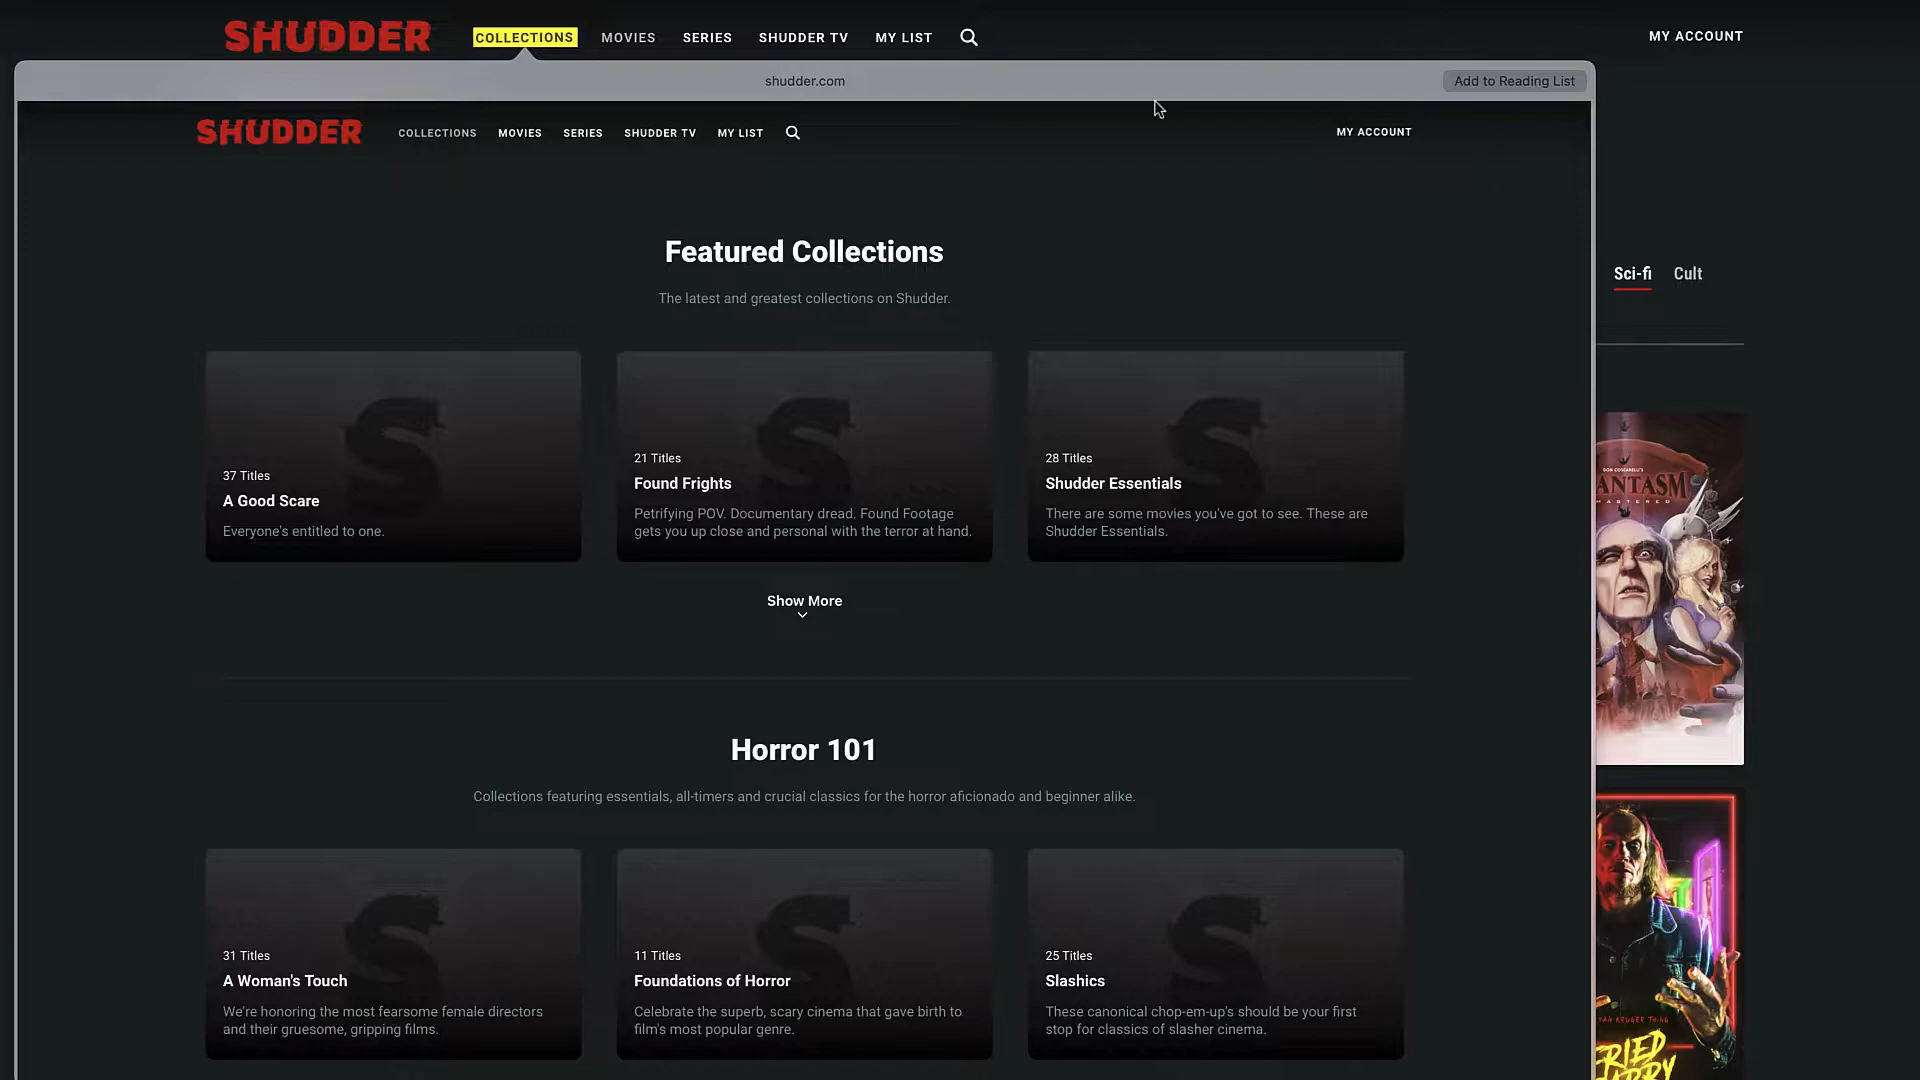 SHUDDER
COLLECTIONS MOVIES SERIES SHUDDER TV MY LIST
MY ACCOUNT
shudder.com
Add to Reading List
SHUDDER
COLLECTIONS MOVIES SERIES SHUDDER TV MY LIST
MY ACCOUNT
Featured Collections
The latest and greatest collections on Shudder.
Sci-fi Cult
37 Titles
A Good Scare
Everyone's entitled to one.
21 Titles
Found Frights
Petrifying POV. Documentary dread. Found Footage
gets you up close and personal with the terror at hand.
28 Titles
Shudder Essentials
There are some movies you've got to see. These are
Shudder Essentials.
Show More
DON COSCARELLI'S
ANTASM
MASTERED
Horror 101
Collections featuring essentials, all-timers and crucial classics for the horror aficionado and beginner alike.
31 Titles
A Woman's Touch
We're honoring the most fearsome female directors
and their gruesome, gripping films.
11 Titles
Foundations of Horror
Celebrate the superb, scary cinema that gave birth to
film's most popular genre.
25 Titles
Slashics
These canonical chop-em-up's should be your first
stop for classics of slasher cinema.
KRUGER THING
RIED